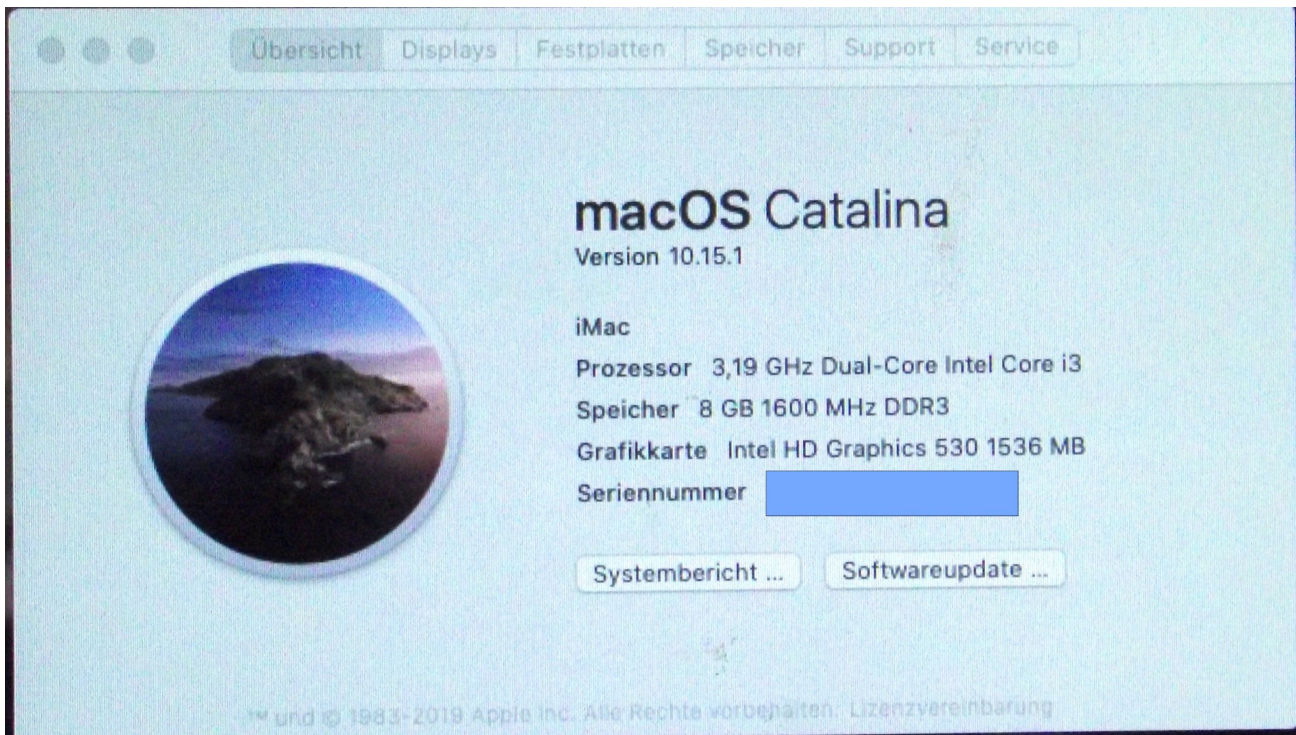 Übersicht Displays Festplatten Speicher Support Service
macOS Catalina
Version 10.15.1
iMac
Prozessor 3,19 GHz Dual-Core Intel Core i3
Speicher 8 GB 1600 MHz DDR3
Grafikkarte Intel HD Graphics 530 1536 MB
Seriennummer
Systembericht ... Softwareupdate ...
™ und © 1983-2019 Apple Inc. Alle Rechte vorbehalten. Lizenzvereinbarung